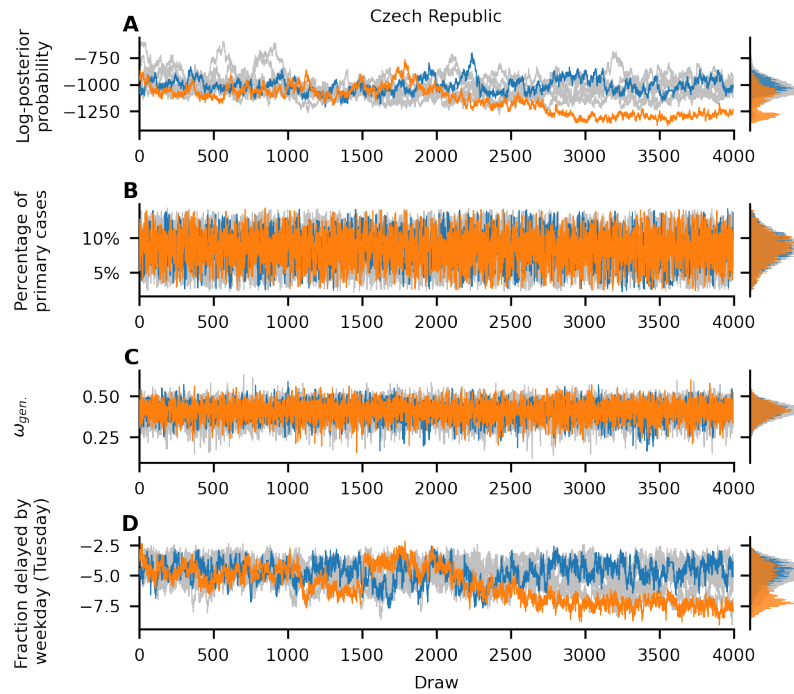 Czech Republic
A
Log-posterior
probability
−750
−1000
−1250
0 500 1000 1500 2000 2500 3000 3500 4000
B
Percentage of
primary cases
10%
5%
0 500 1000 1500 2000 2500 3000 3500 4000
C
ωgen.
0.50
0.25
0 500 1000 1500 2000 2500 3000 3500 4000
D
Fraction delayed by
weekday (Tuesday)
−2.5
−5.0
−7.5
0 500 1000 1500 2000 2500 3000 3500 4000
Draw